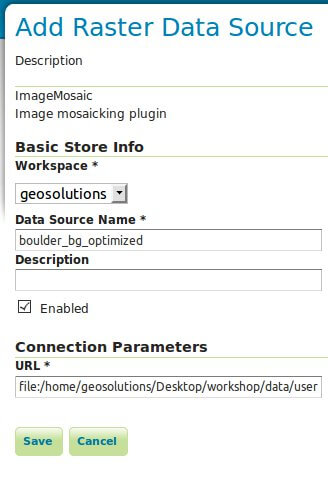 Add Raster Data Source
Description
ImageMosaic
Image mosaicking plugin
Basic Store Info
Workspace *
geosolutions
Data Source Name *
boulder_bg_optimized
Description
Enabled
Connection Parameters
URL *
file:/home/geosolutions/Desktop/workshop/data/user
Save Cancel